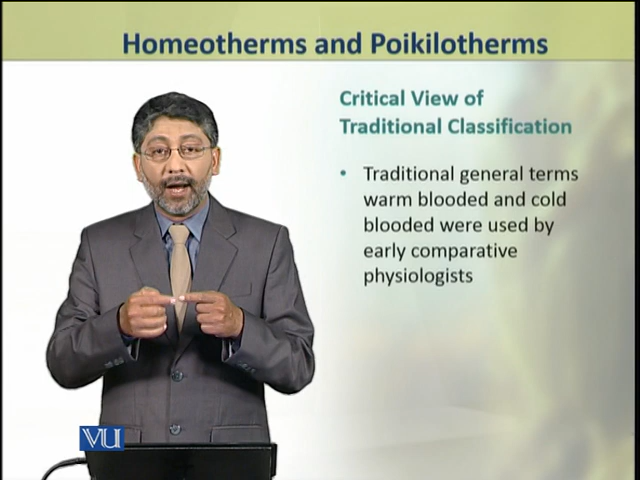 Homeotherms and Poikilotherms
Critical View of
Traditional Classification
• Traditional general terms
warm blooded and cold
blooded were used by
early comparative
physiologists
VU